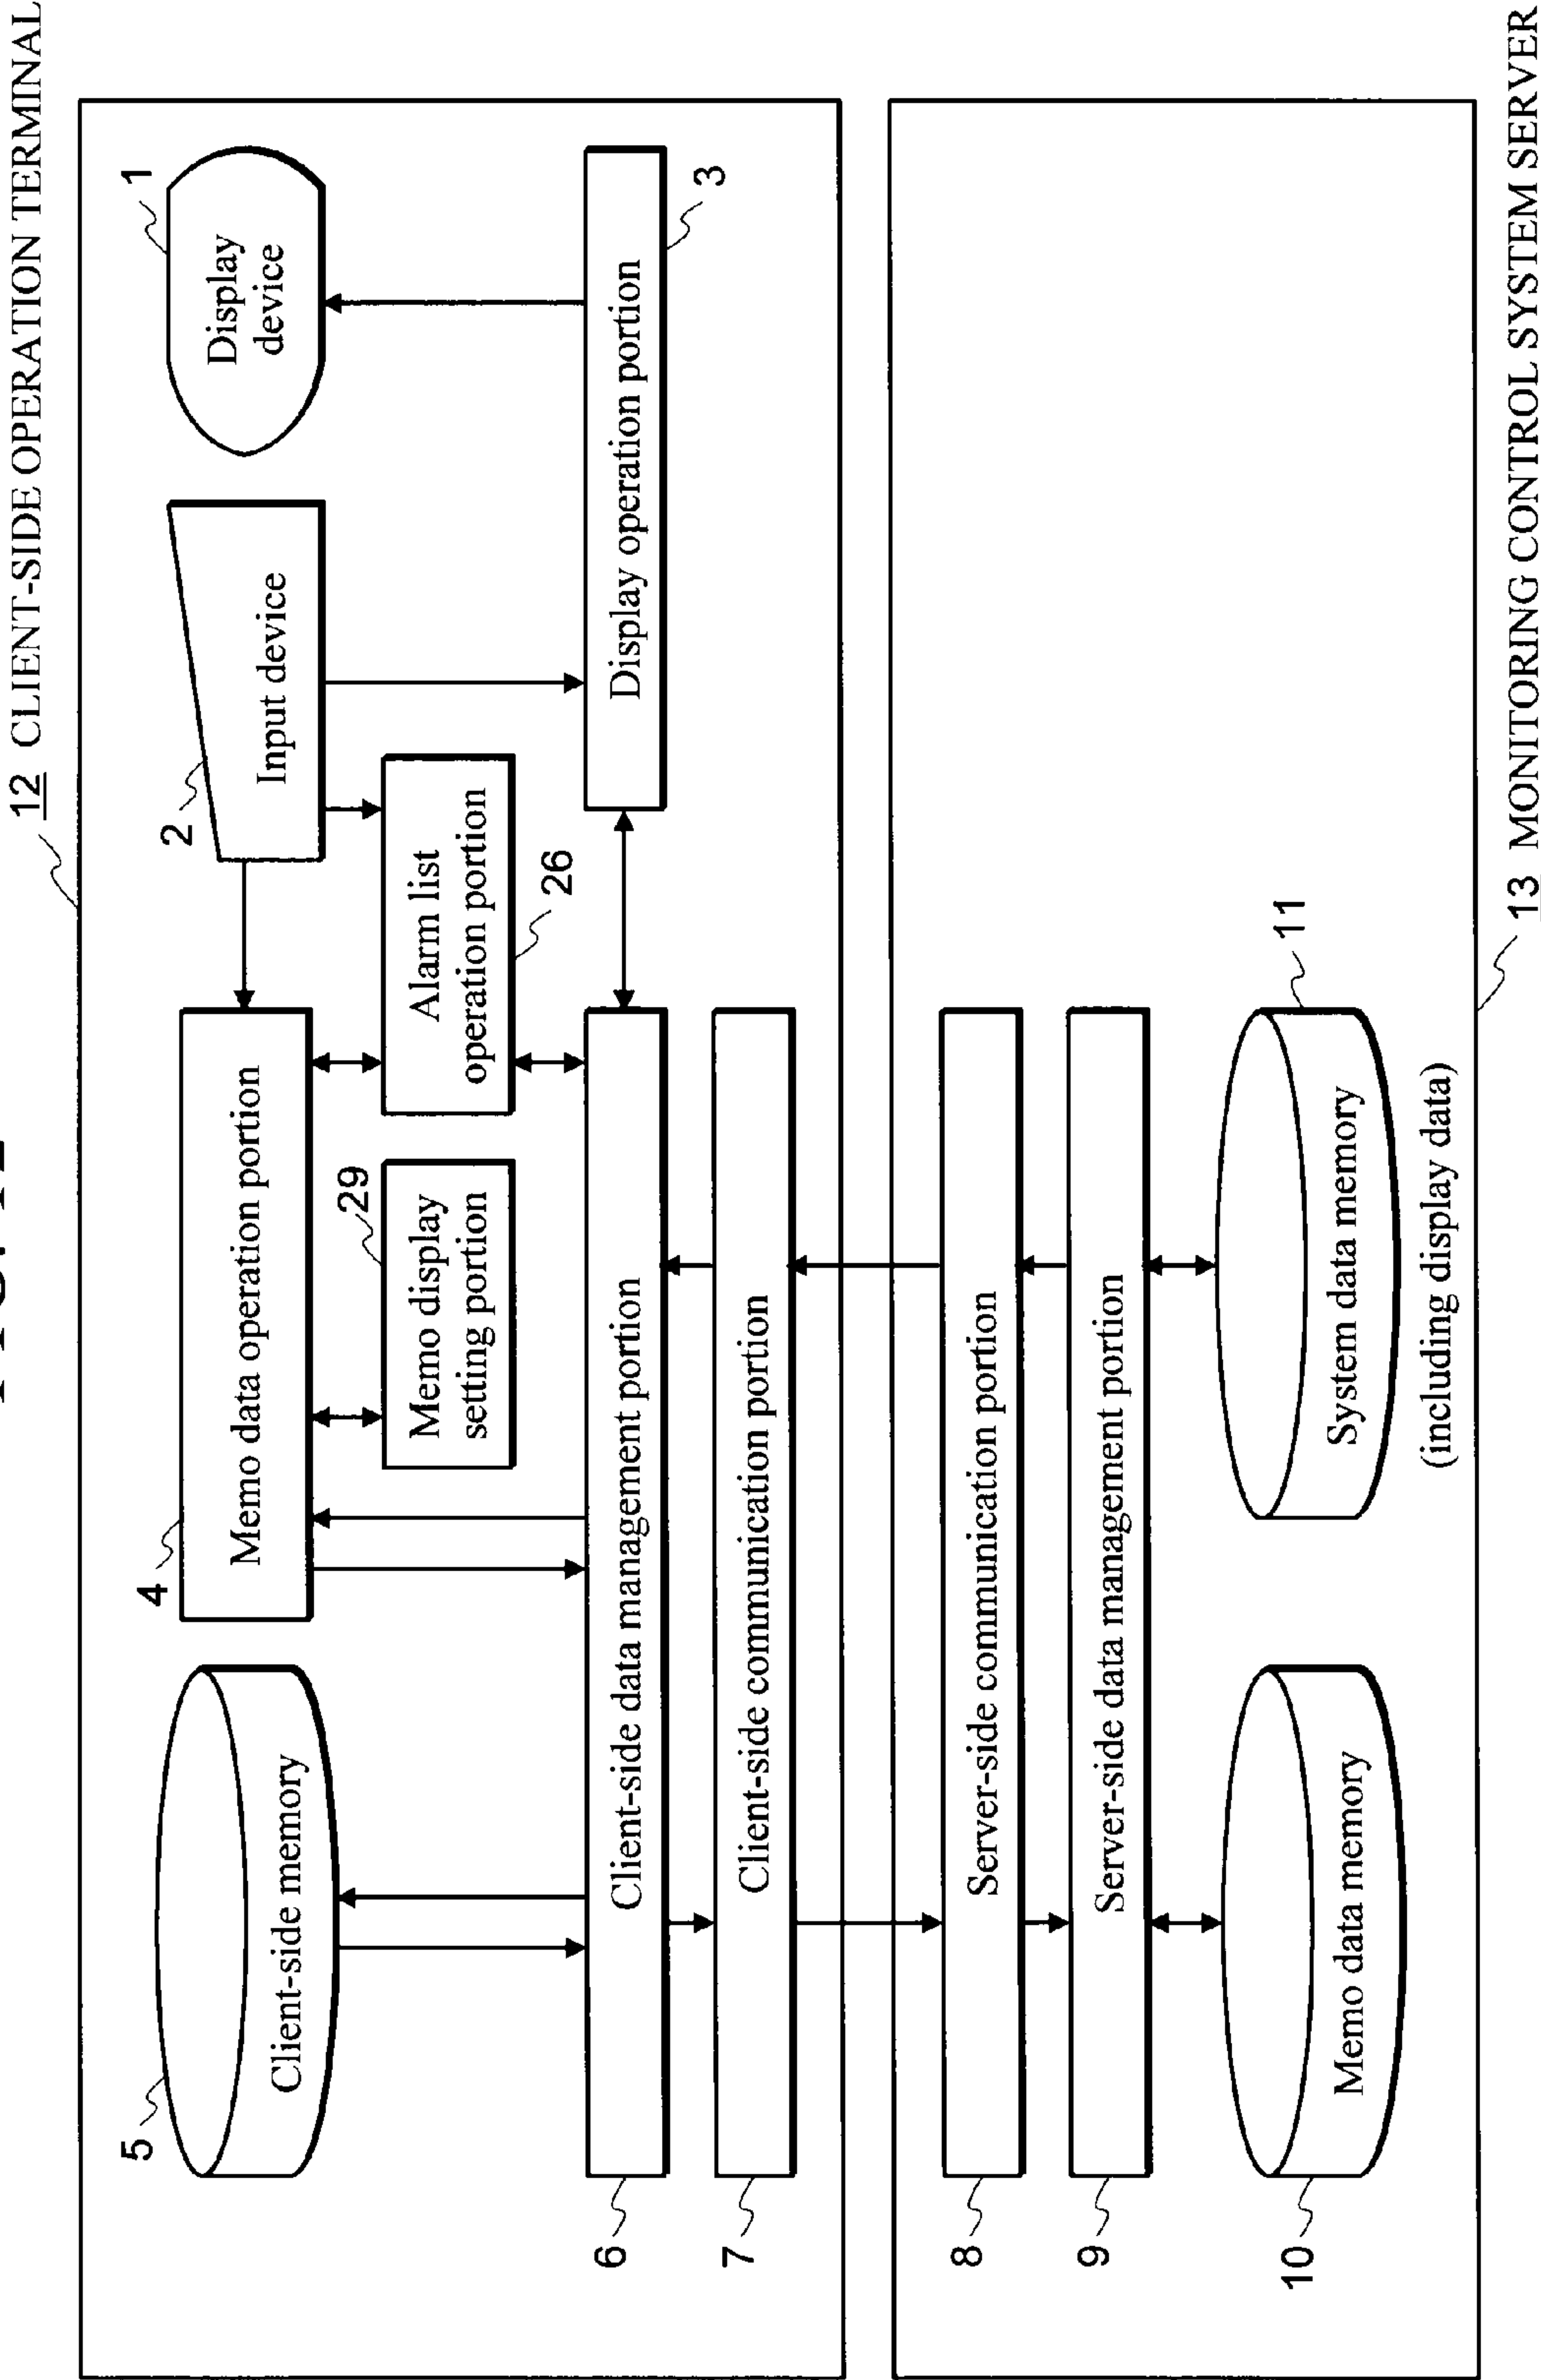 12 CLIENT-SIDE OPERATION TERMINAL
5
Client-side memory
4
Memo data operation portion
2
Input device
1
Display
device
29
Memo display
setting portion
Alarm list
operation portion
26
6
Client-side data management portion
Display operation portion
3
7
Client-side communication portion
8
Server-side communication portion
9
Server-side data management portion
10
Memo data memory
11
System data memory
(including display data)
13 MONITORING CONTROL SYSTEM SERVER